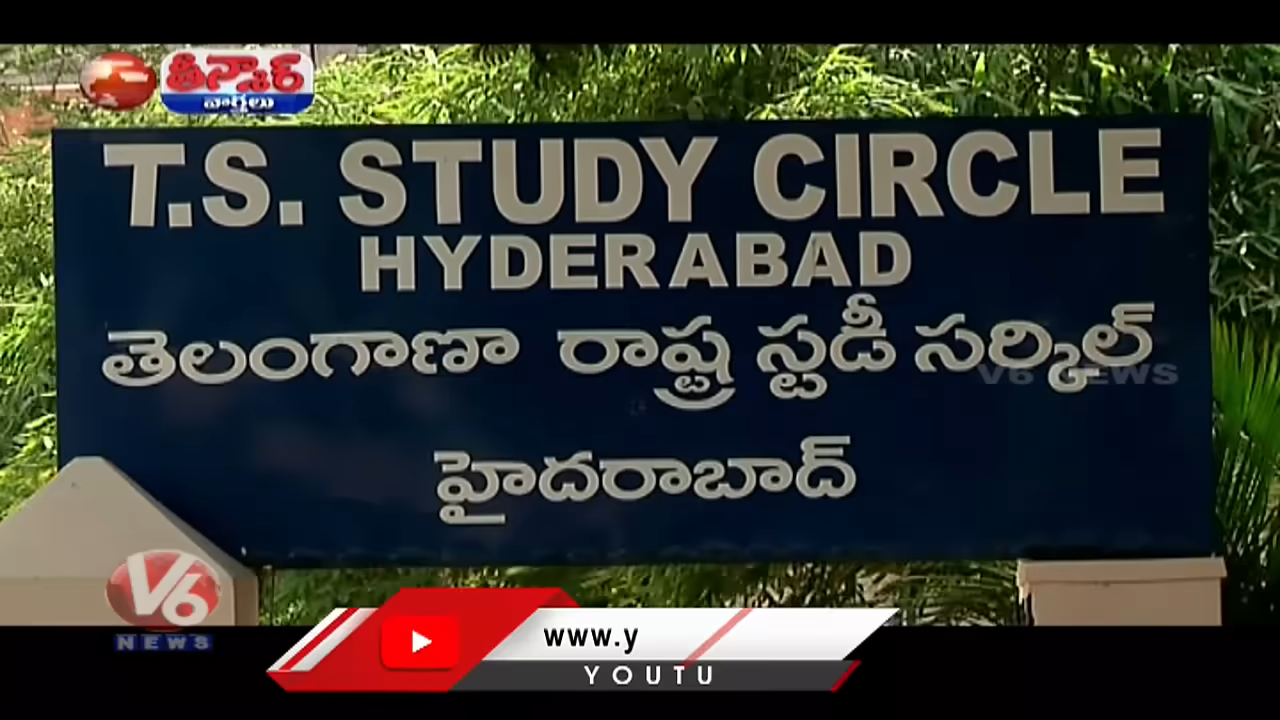 తీన్మార్
వార్తలు
T.S. STUDY CIRCLE
HYDERABAD
తెలంగాణా రాష్ట్ర స్టడీ సర్కిల్
V6 NEWS
హైదరాబాద్
V6
NEWS
www.y
YOUTU